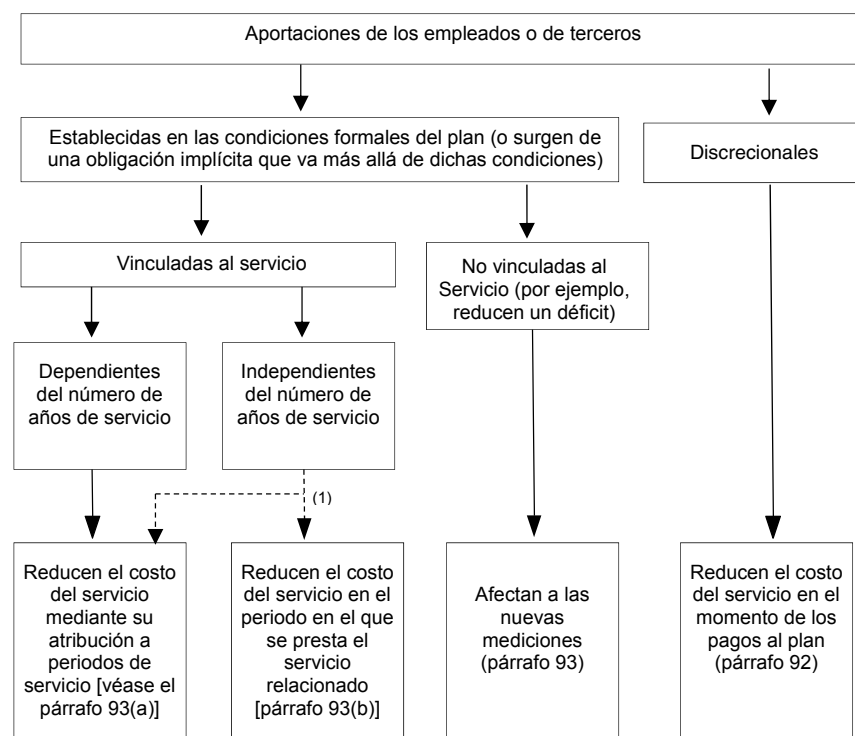 Aportaciones de los empleados o de terceros
Establecidas en las condiciones formales del plan (o surgen de
una obligación implícita que va más allá de dichas condiciones)
Discrecionales
Vinculadas al servicio
No vinculadas al
Servicio (por ejemplo,
reducen un déficit)
Dependientes
del número de
años de servicio
Independientes
del número de
años de servicio
(1)
Reducen el costo
del servicio
mediante su
atribución a
periodos de
servicio [véase el
párrafo 93(a)]
Reducen el costo
del servicio en el
periodo en el que
se presta el
servicio
relacionado
[párrafo 93(b)]
Afectan a las
nuevas
mediciones
(párrafo 93)
Reducen el costo
del servicio en el
momento de los
pagos al plan
(párrafo 92)